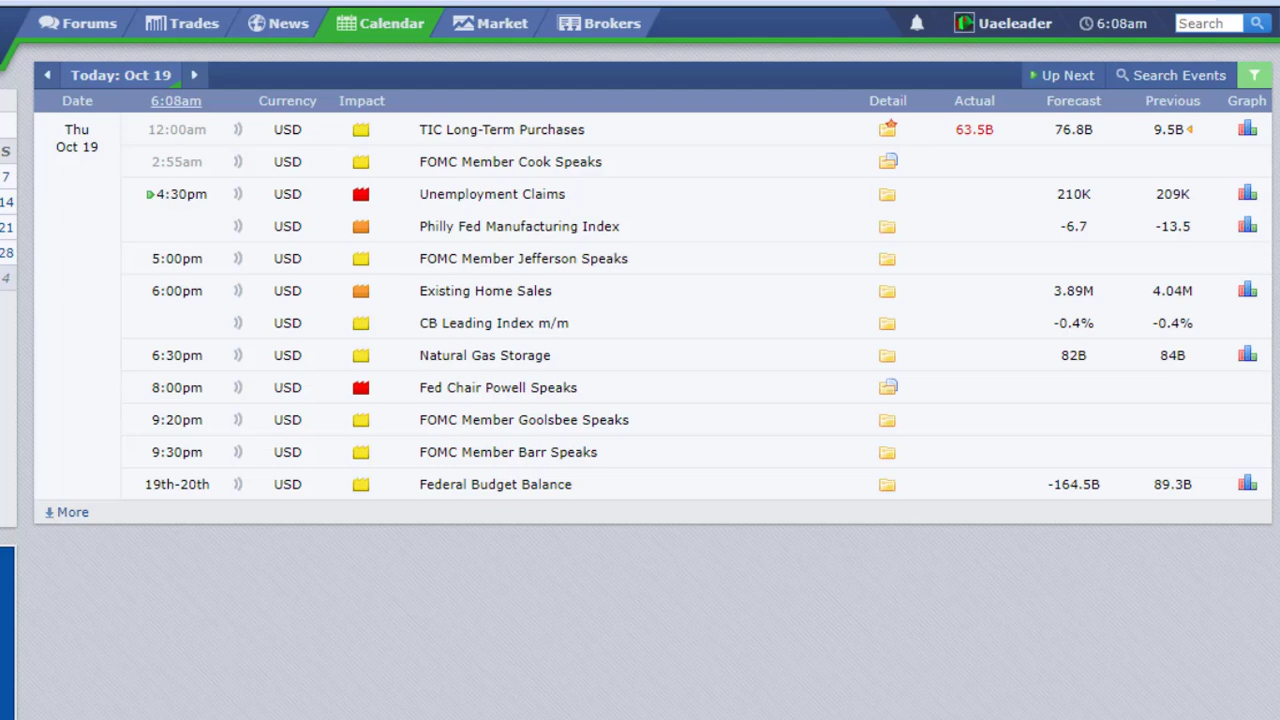 Forums Trades News Calendar Market Brokers Uaeleader 6:08am Search
Today: Oct 19 Up Next Search Events
Date 6:08am Currency Impact Detail Actual Forecast Previous Graph
Thu 12:00am USD TIC Long-Term Purchases 63.5B 76.8B 9.5B
Oct 19
S
2:55am USD FOMC Member Cook Speaks
7
4:30pm USD Unemployment Claims 210K 209K
14
USD Philly Fed Manufacturing Index -6.7 -13.5
21
5:00pm USD FOMC Member Jefferson Speaks
28
4
6:00pm USD Existing Home Sales 3.89M 4.04M
USD CB Leading Index m/m -0.4% -0.4%
6:30pm USD Natural Gas Storage 82B 84B
8:00pm USD Fed Chair Powell Speaks
9:20pm USD FOMC Member Goolsbee Speaks
9:30pm USD FOMC Member Barr Speaks
19th-20th USD Federal Budget Balance -164.5B 89.3B
More